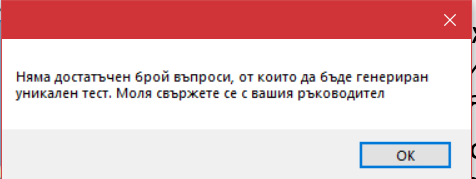 Няма достатъчен брой въпроси, от които да бъде генериран
уникален тест. Моля свържете се с вашия ръководител
OK